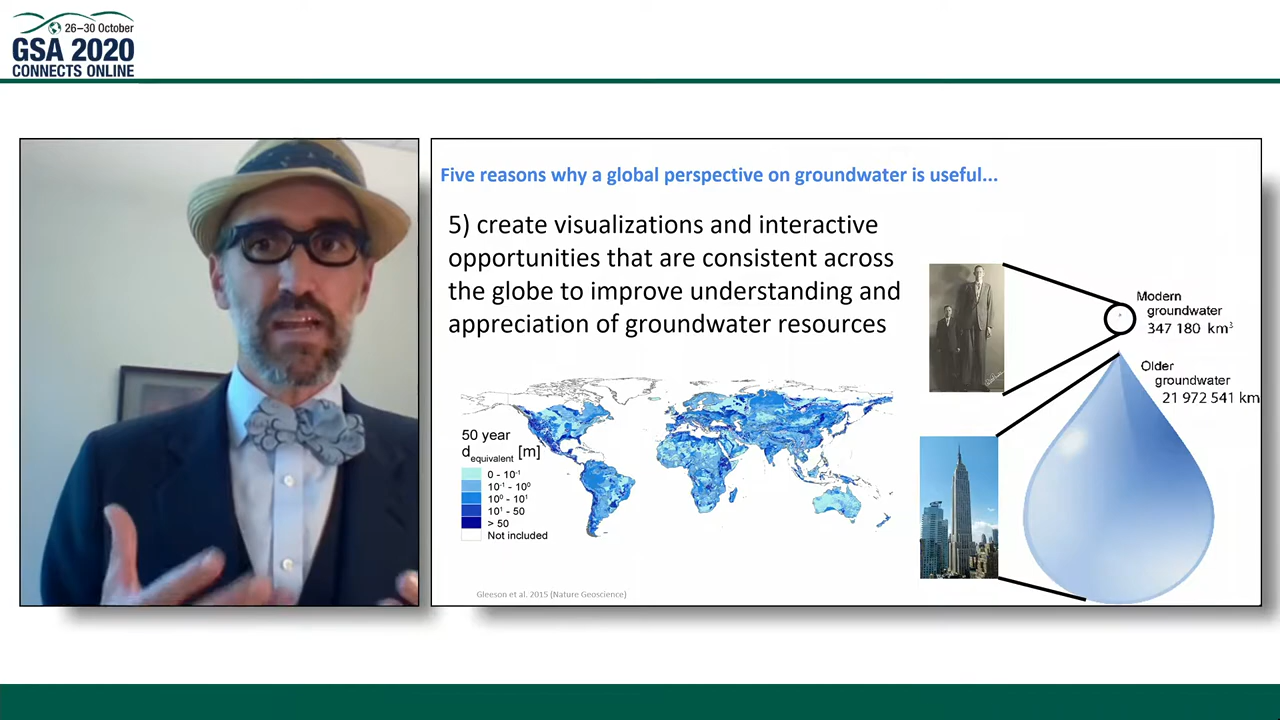 26–30 October
GSA 2020
CONNECTS ONLINE
Five reasons why a global perspective on groundwater is useful...
5) create visualizations and interactive
opportunities that are consistent across
the globe to improve understanding and
appreciation of groundwater resources
50 year
dequivalent [m]
0 - 10⁻¹
10⁻¹ - 10⁰
10⁰ - 10¹
10¹ - 50
> 50
Not included
Gleeson et al. 2015 (Nature Geoscience)
Modern
groundwater
347 180 km³
Older
groundwater
21 972 541 km